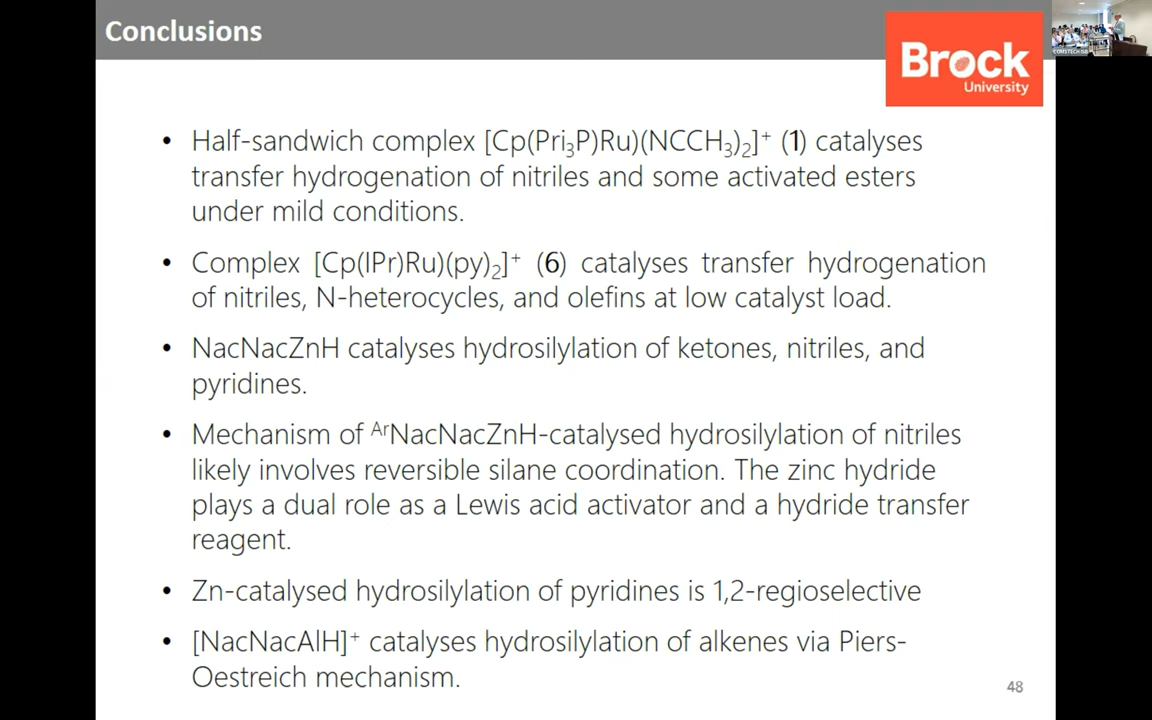 Conclusions
Brock
University
COMSTECH ISB
• Half-sandwich complex [Cp(Pri₃P)Ru)(NCCH₃)₂]⁺ (1) catalyses
transfer hydrogenation of nitriles and some activated esters
under mild conditions.
• Complex [Cp(IPr)Ru)(py)₂]⁺ (6) catalyses transfer hydrogenation
of nitriles, N-heterocycles, and olefins at low catalyst load.
• NacNacZnH catalyses hydrosilylation of ketones, nitriles, and
pyridines.
• Mechanism of ᴬʳNacNacZnH-catalysed hydrosilylation of nitriles
likely involves reversible silane coordination. The zinc hydride
plays a dual role as a Lewis acid activator and a hydride transfer
reagent.
• Zn-catalysed hydrosilylation of pyridines is 1,2-regioselective
• [NacNacAlH]⁺ catalyses hydrosilylation of alkenes via Piers-
Oestreich mechanism.
48